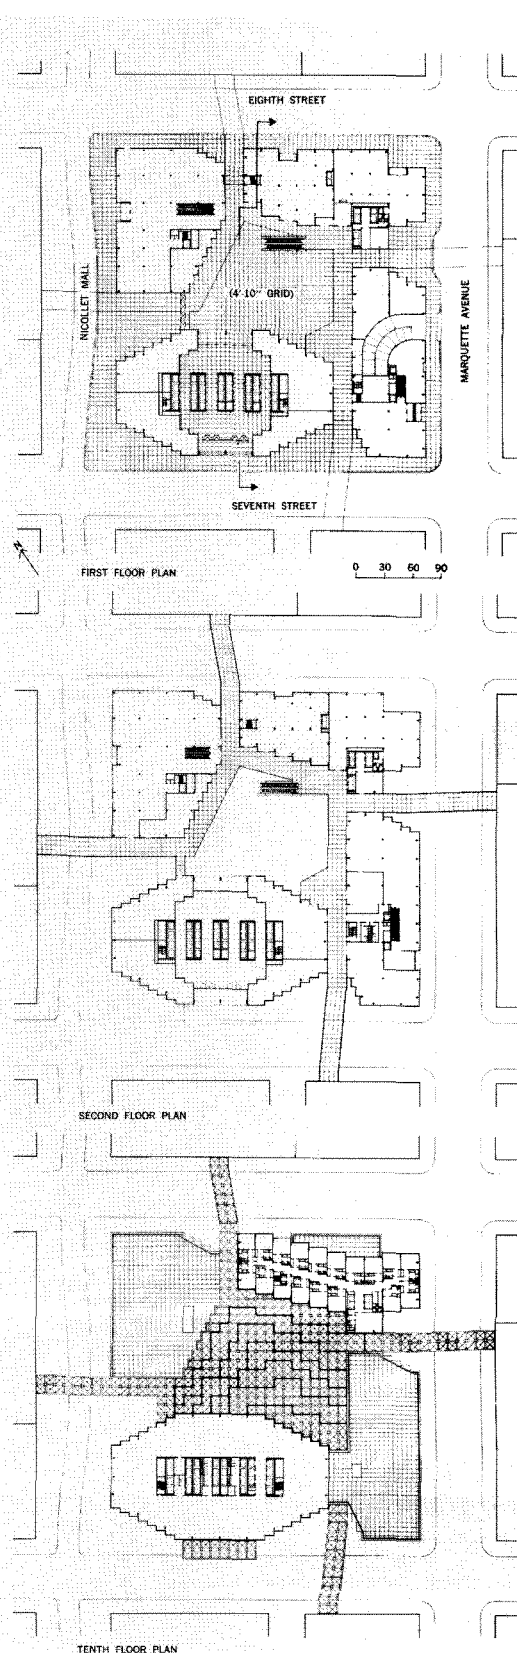 EIGHTH STREET
NICOLLET MALL
(4'-10" GRID)
MARQUETTE AVENUE
SEVENTH STREET
N
FIRST FLOOR PLAN
0 30 60 90
SECOND FLOOR PLAN
TENTH FLOOR PLAN